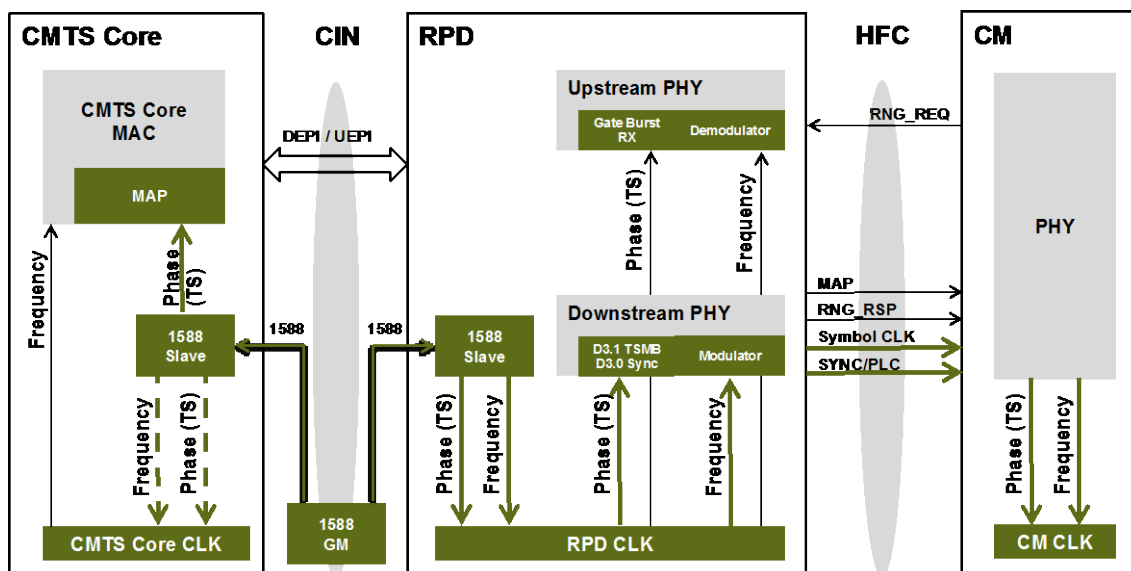 CMTS Core
CIN
RPD
HFC
CM
CMTS Core
MAC
MAP
DEPI / UEPI
Upstream PHY
Gate Burst
RX
Demodulator
RNG_REQ
PHY
Frequency
Phase
(TS)
Phase (TS)
Frequency
MAP
RNG_RSP
Symbol CLK
SYNC/PLC
1588
Slave
1588
1588
1588
Slave
Downstream PHY
D3.1 TSMB
D3.0 Sync
Modulator
Frequency
Phase (TS)
Phase (TS)
Frequency
Phase (TS)
Frequency
Phase (TS)
Frequency
CMTS Core CLK
1588
GM
RPD CLK
CM CLK